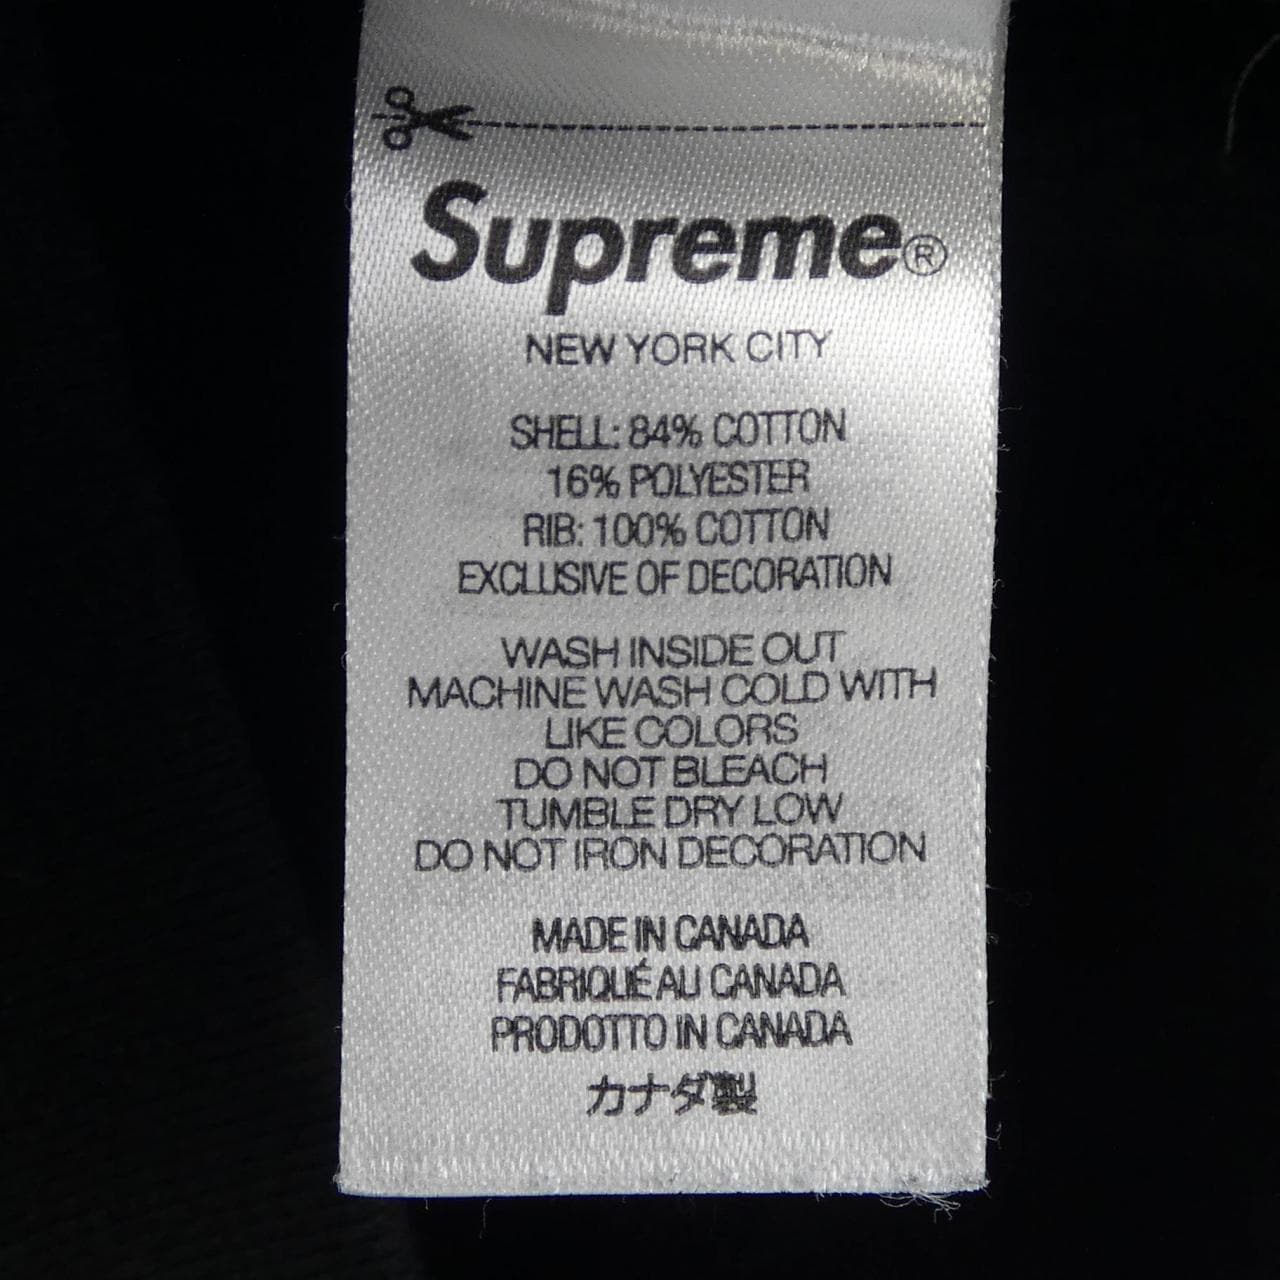 Supreme®
NEW YORK CITY
SHELL: 84% COTTON
16% POLYESTER
RIB: 100% COTTON
EXCLUSIVE OF DECORATION
WASH INSIDE OUT
MACHINE WASH COLD WITH
LIKE COLORS
DO NOT BLEACH
TUMBLE DRY LOW
DO NOT IRON DECORATION
MADE IN CANADA
FABRIQUÉ AU CANADA
PRODOTTO IN CANADA
カナダ製